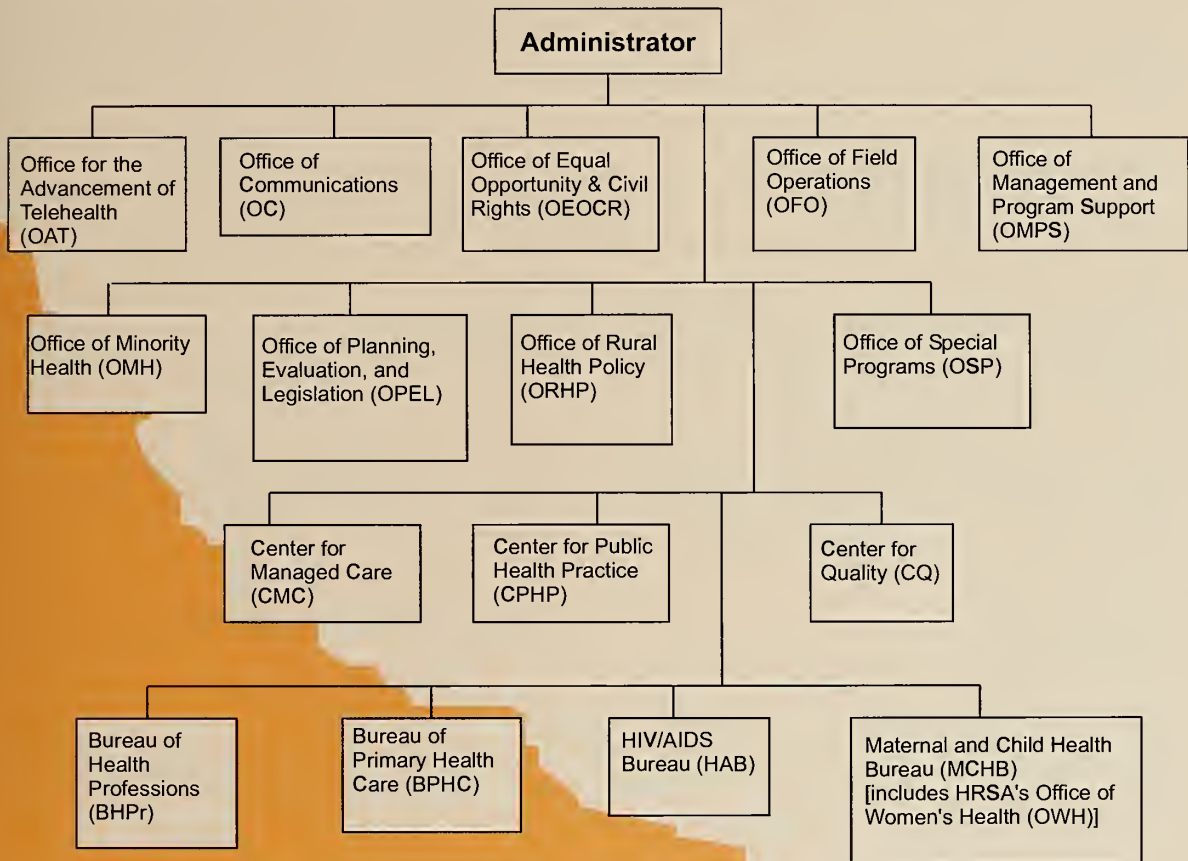 Administrator
Office for the
Advancement of
Telehealth
(OAT)
Office of
Communications
(OC)
Office of Equal
Opportunity & Civil
Rights (OEOCR)
Office of Field
Operations
(OFO)
Office of
Management and
Program Support
(OMPS)
Office of Minority
Health (OMH)
Office of Planning,
Evaluation, and
Legislation (OPEL)
Office of Rural
Health Policy
(ORHP)
Office of Special
Programs (OSP)
Center for
Managed Care
(CMC)
Center for Public
Health Practice
(CPHP)
Center for
Quality (CQ)
Bureau of
Health
Professions
(BHPr)
Bureau of
Primary Health
Care (BPHC)
HIV/AIDS
Bureau (HAB)
Maternal and Child Health
Bureau (MCHB)
[includes HRSA's Office of
Women's Health (OWH)]